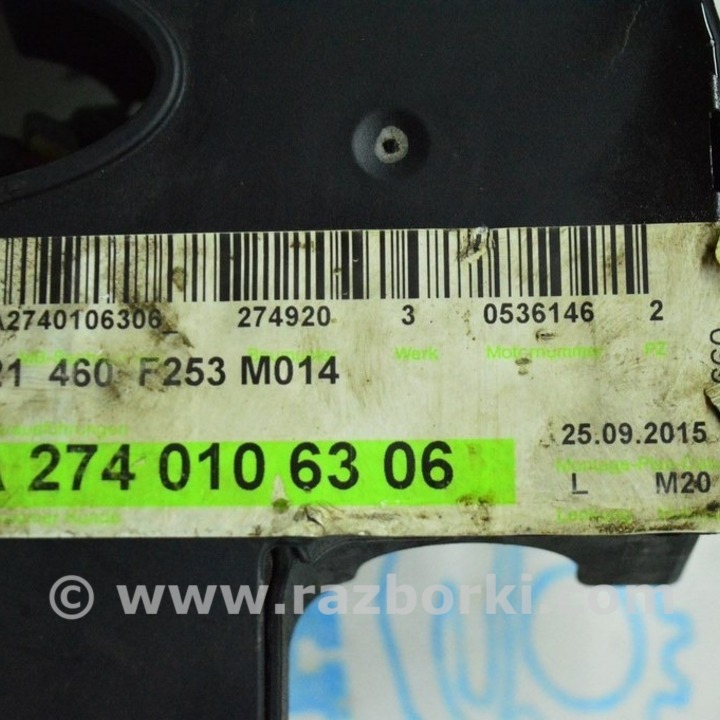 A2740106306_ 274920 3 0536146 2
Werk Motornummer PZ
21 460 F253 M014
25.09.2015
A 274 010 63 06
L M20
© www.razborki.com